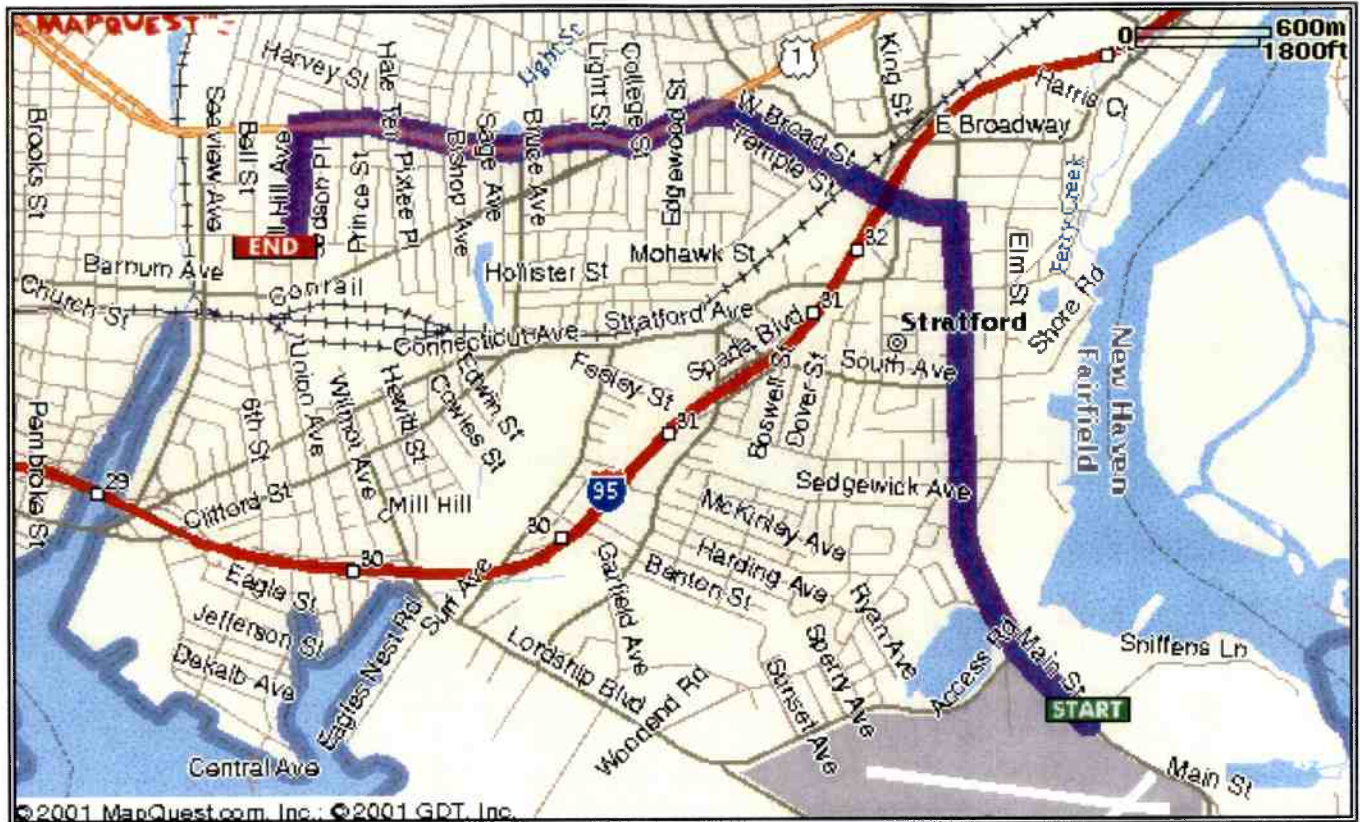 MAPQUEST
0 600m
1800ft
1
Harvey St
Hale Ter
Light St
Light St
College St
King St
Harris Ct
Brooks St
Seaview Ave
Bell St
Prince St
Pixlee Pl
Bishop Ave
Sage Ave
Bruce Ave
Edgewood St
W Broad St
Temple St
E Broadway
Ferry Creek
END
Barnum Ave
Conrail
Church St
Hollister St
Mohawk St
32
Elm St
Shore Rd
Connecticut Ave
Stratford Ave
Spada Blvd
31
Stratford
South Ave
New Haven
Fairfield
Union Ave
Wilmot Ave
Hewitt St
Cowles St
Edwin St
Feeley St
Boswell St
Dover St
31
Pembroke St
6th St
29
Clifford St
Mill Hill
95
Sedgewick Ave
McKinley Ave
Harding Ave
Ryan Ave
30
30
Garfield Ave
Benton St
Eagle St
Jefferson St
Dekalb Ave
Eagles Nest Rd
Surf Ave
Lordship Blvd
Woodend Rd
Sunset Ave
Sperry Ave
Access Rd
Main St
Sniffens Ln
START
Central Ave
Main St
©2001 MapQuest.com, Inc.; ©2001 GDT, Inc.